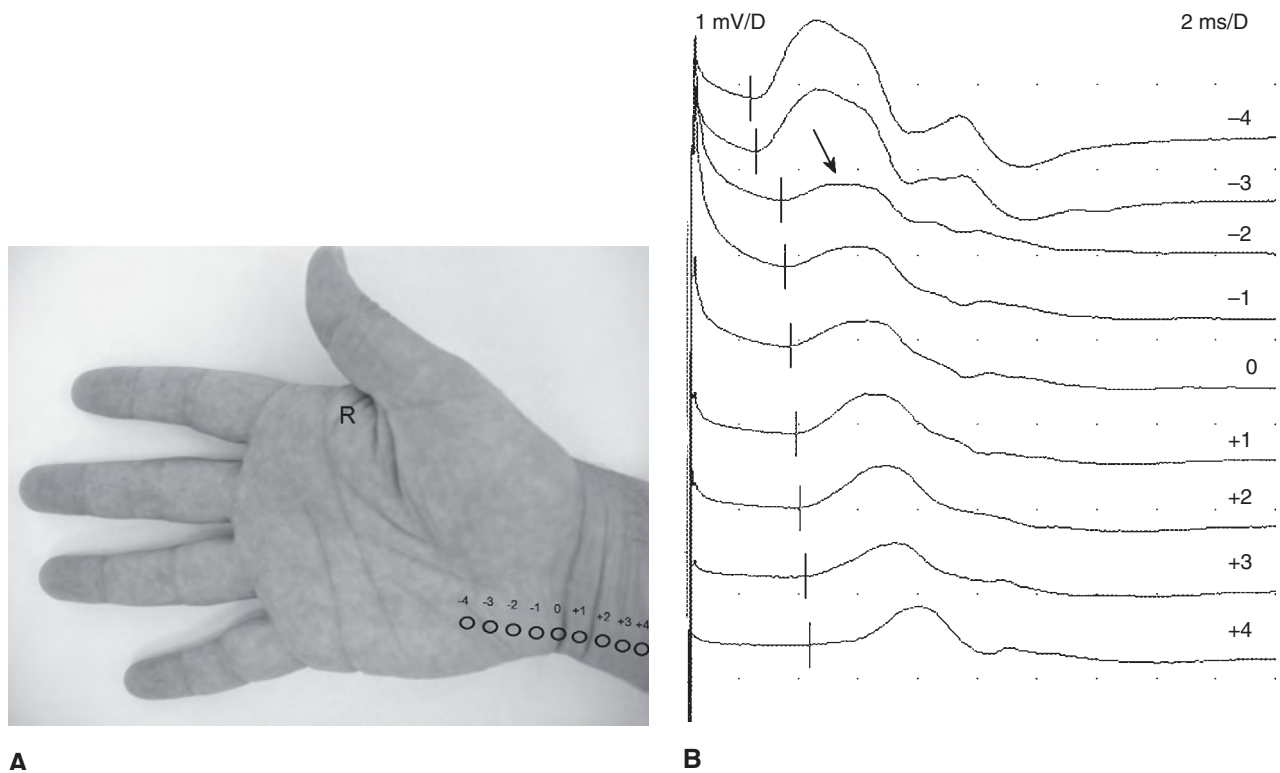 1 mV/D 2 ms/D
–4
–3
–2
–1
0
+1
+2
+3
+4
R
-4 -3 -2 -1 0 +1 +2 +3 +4
A
B